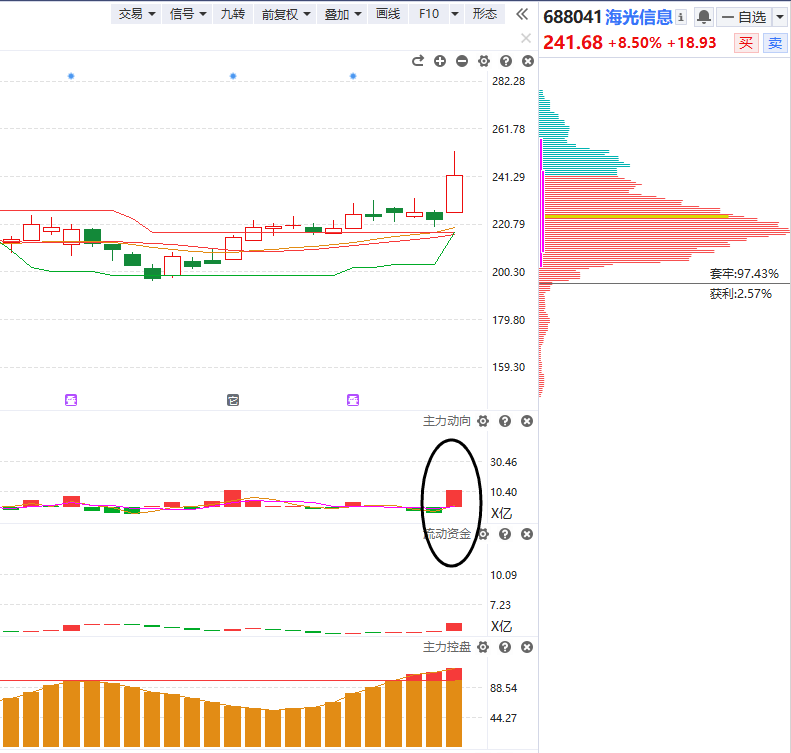 交易 信号 九转 前复权 叠加 画线 F10 形态
688041 海光信息 自选
241.68 +8.50% +18.93 买 卖
282.28
261.78
241.29
220.79
200.30
179.80
159.30
套牢:97.43%
获利:2.57%
主力动向
30.46
10.40
X亿
流动资金
10.09
7.23
X亿
主力控盘
88.54
44.27